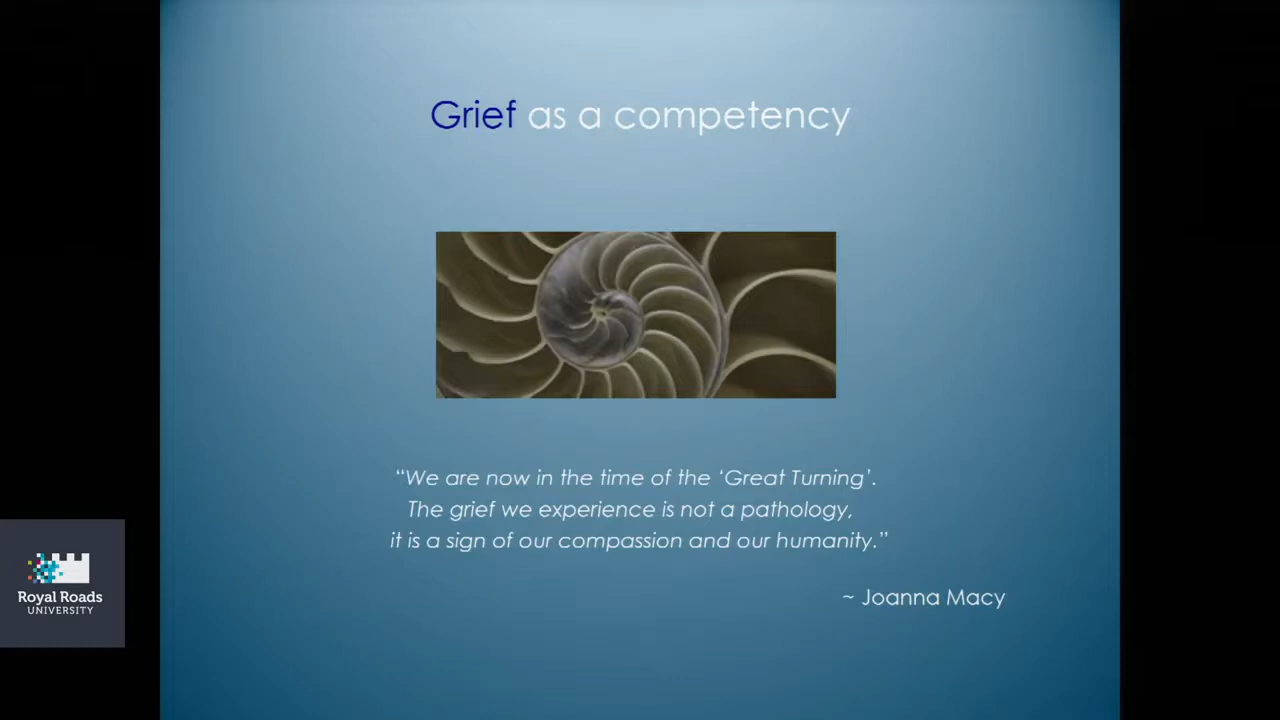 Grief as a competency
“We are now in the time of the ‘Great Turning’.
The grief we experience is not a pathology,
it is a sign of our compassion and our humanity.”
~ Joanna Macy
Royal Roads
UNIVERSITY